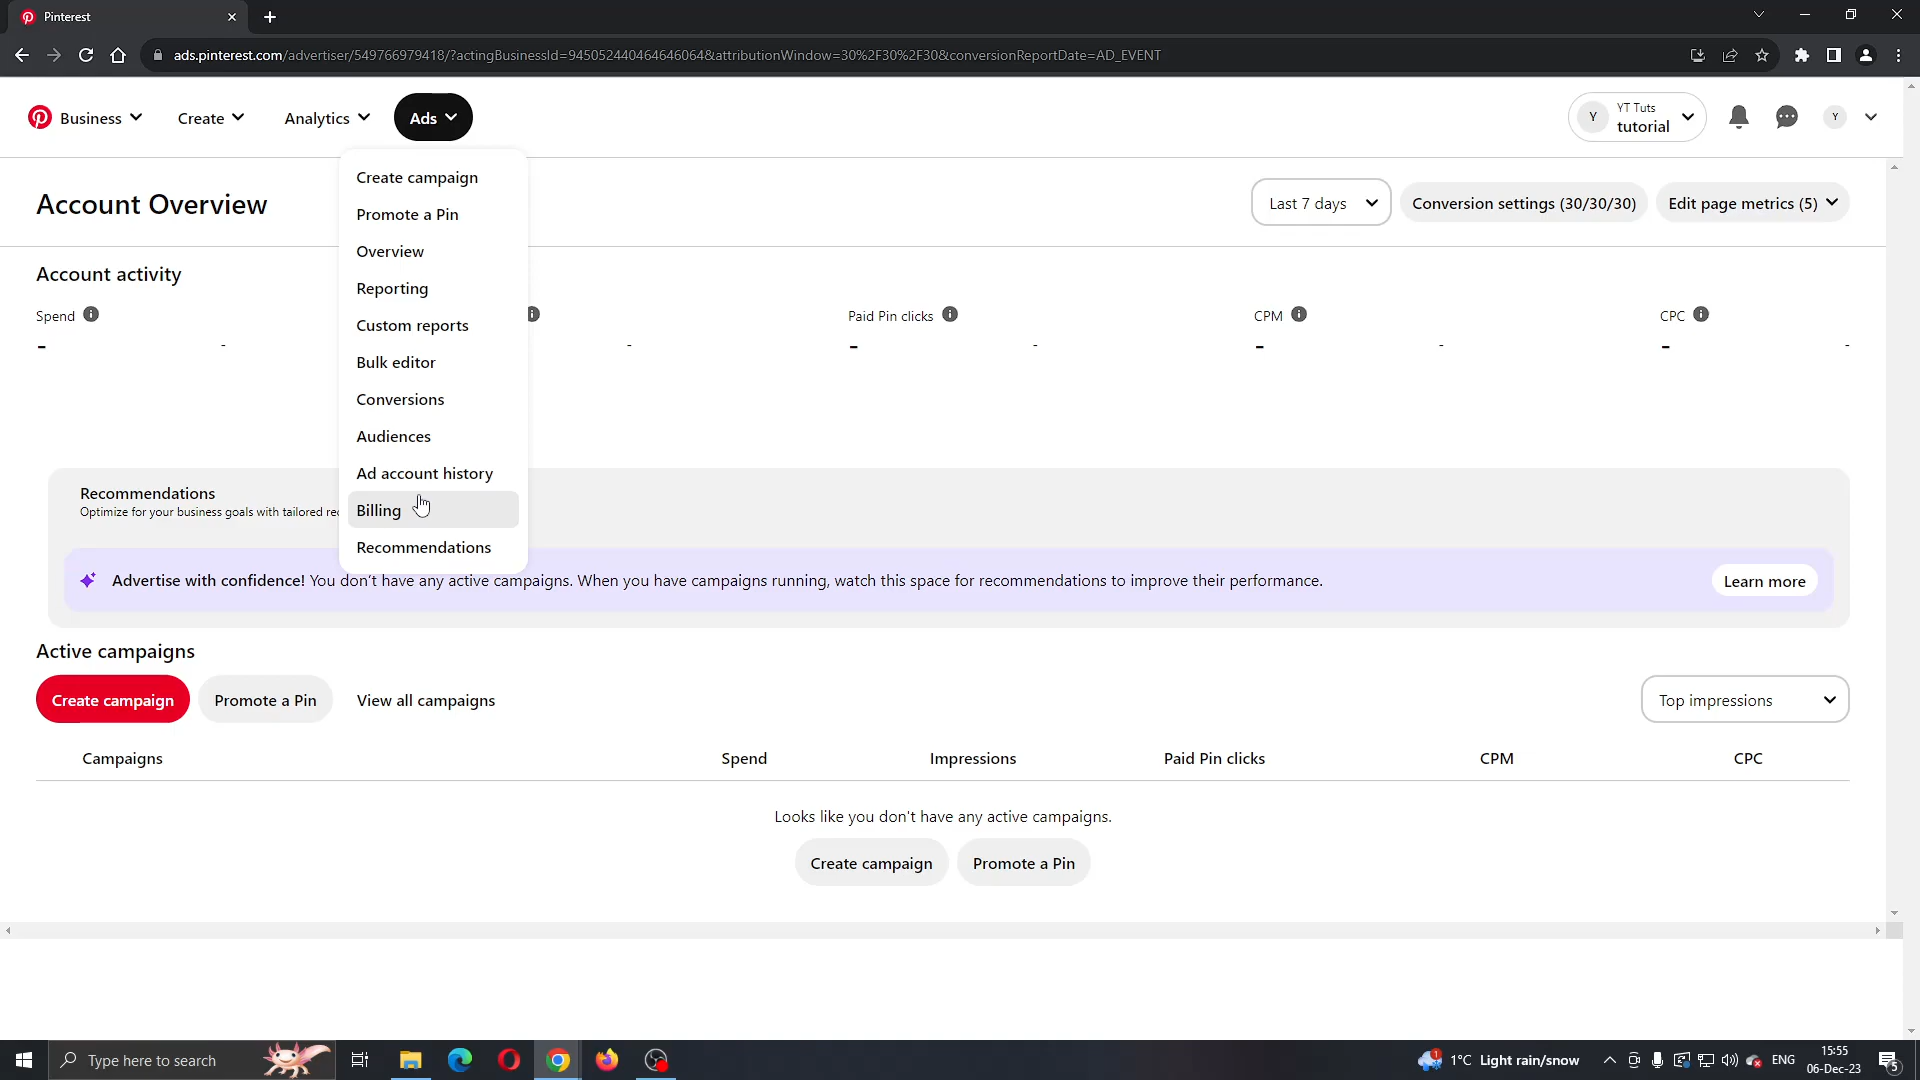 Pinterest
ads.pinterest.com/advertiser/549766979418/?actingBusinessId=945052440464646064&attributionWindow=30%2F30%2F30&conversionReportDate=AD_EVENT
Business
Create
Analytics
Ads
Y
YT Tuts
tutorial
Y
Create campaign
Promote a Pin
Overview
Reporting
Custom reports
Bulk editor
Conversions
Audiences
Ad account history
Billing
Recommendations
Account Overview
Last 7 days
Conversion settings (30/30/30)
Edit page metrics (5)
Account activity
Spend
Paid Pin clicks
CPM
CPC
- - - - - - - - -
Recommendations
Optimize for your business goals with tailored
Advertise with confidence! You don't have any active campaigns. When you have campaigns running, watch this space for recommendations to improve their performance.
Learn more
Active campaigns
Create campaign
Promote a Pin
View all campaigns
Top impressions
Campaigns Spend Impressions Paid Pin clicks CPM CPC
Looks like you don't have any active campaigns.
Create campaign
Promote a Pin
Type here to search
1
1°C Light rain/snow
ENG
15:55
06-Dec-23
5